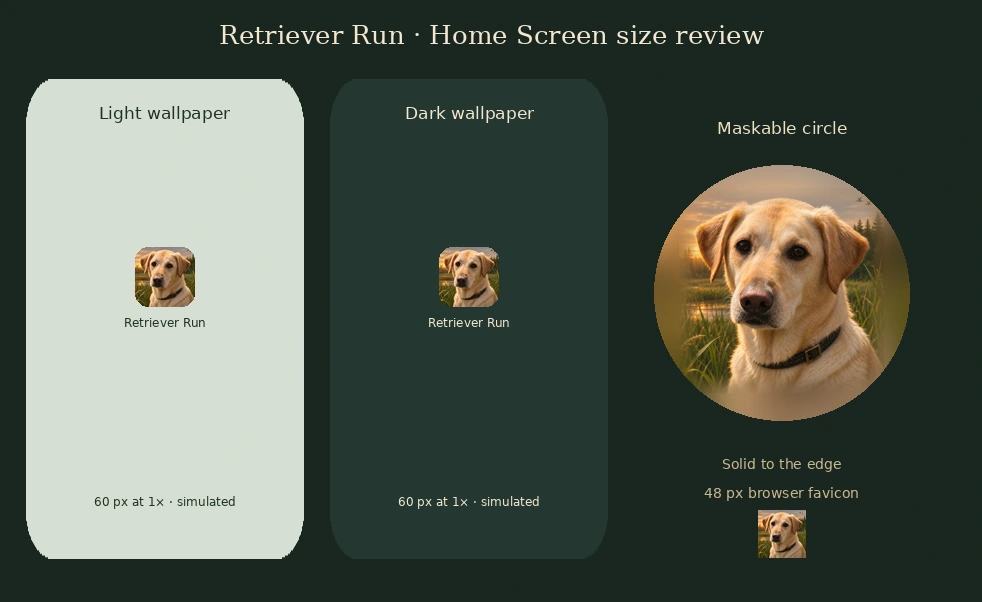 Retriever Run · Home Screen size review
Light wallpaper
Retriever Run
60 px at 1× · simulated
Dark wallpaper
Retriever Run
60 px at 1× · simulated
Maskable circle
Solid to the edge
48 px browser favicon